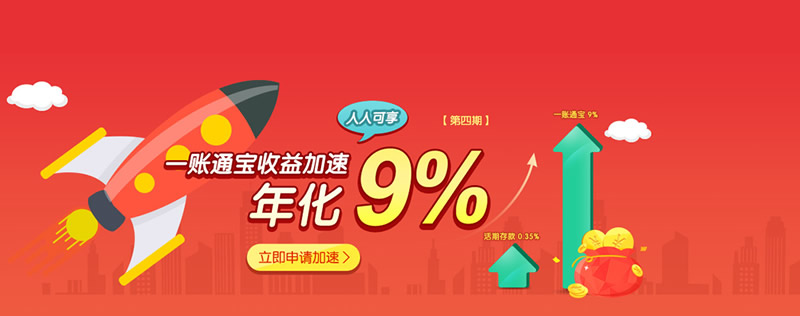 人人可享
【第四期】
一账通宝收益加速
年化9%
立即申请加速>
一账通宝 9%
活期存款 0.35%